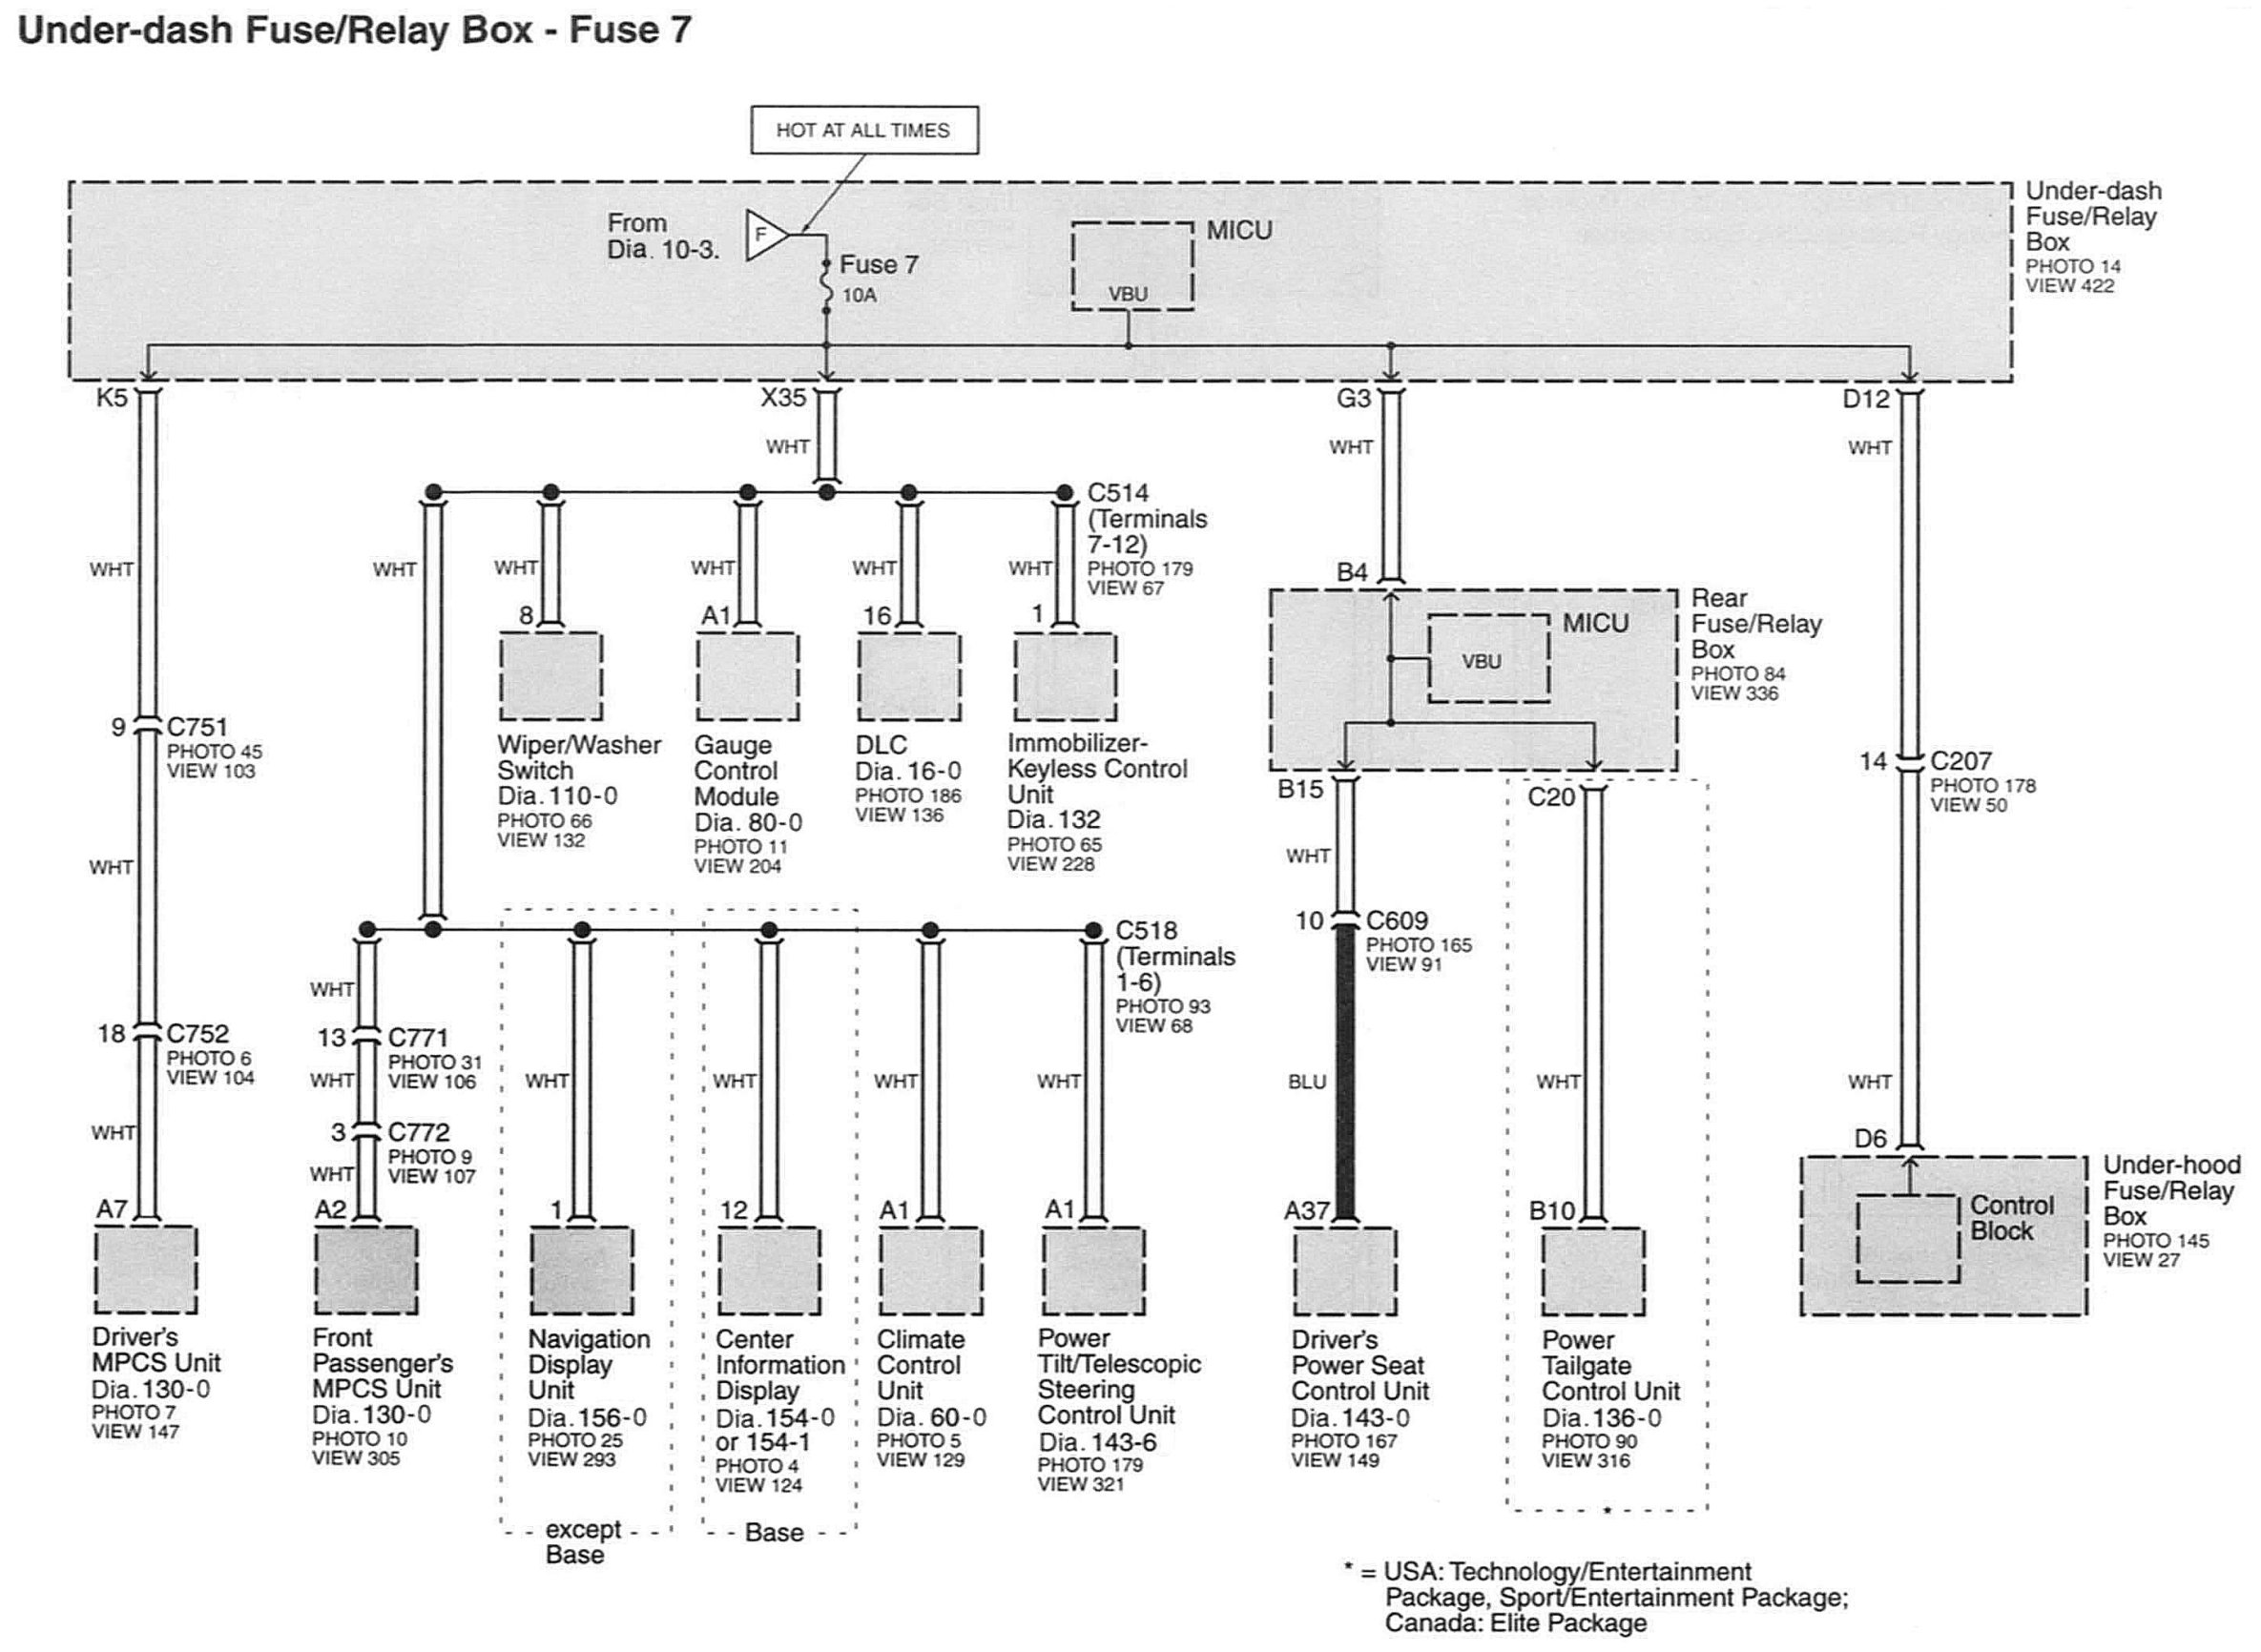 Under-dash Fuse/Relay Box - Fuse 7
HOT AT ALL TIMES
Under-dash
Fuse/Relay
Box
PHOTO 14
VIEW 422
From
Dia. 10-3.
F
Fuse 7
10A
MICU
VBU
K5
X35
G3
D12
WHT
WHT
WHT
C514
(Terminals
7-12)
PHOTO 179
VIEW 67
WHT
WHT
WHT
WHT
WHT
WHT
8
A1
16
1
B4
Rear
Fuse/Relay
Box
PHOTO 84
VIEW 336
MICU
VBU
9
C751
PHOTO 45
VIEW 103
Wiper/Washer
Switch
Dia. 110-0
PHOTO 66
VIEW 132
Gauge
Control
Module
Dia. 80-0
PHOTO 11
VIEW 204
DLC
Dia. 16-0
PHOTO 186
VIEW 136
Immobilizer-
Keyless Control
Unit
Dia. 132
PHOTO 65
VIEW 228
B15
C20
14
C207
PHOTO 178
VIEW 50
WHT
WHT
10
C609
PHOTO 165
VIEW 91
C518
(Terminals
1-6)
PHOTO 93
VIEW 68
WHT
18
C752
PHOTO 6
VIEW 104
13
C771
PHOTO 31
VIEW 106
WHT
WHT
WHT
WHT
WHT
BLU
WHT
WHT
WHT
3
C772
PHOTO 9
VIEW 107
WHT
D6
Under-hood
Fuse/Relay
Box
PHOTO 145
VIEW 27
Control
Block
A7
A2
1
12
A1
A1
A37
B10
Driver's
MPCS Unit
Dia. 130-0
PHOTO 7
VIEW 147
Front
Passenger's
MPCS Unit
Dia. 130-0
PHOTO 10
VIEW 305
Navigation
Display
Unit
Dia. 156-0
PHOTO 25
VIEW 293
Center
Information
Display
Dia. 154-0
or 154-1
PHOTO 4
VIEW 124
Climate
Control
Unit
Dia. 60-0
PHOTO 5
VIEW 129
Power
Tilt/Telescopic
Steering
Control Unit
Dia. 143-6
PHOTO 179
VIEW 321
Driver's
Power Seat
Control Unit
Dia. 143-0
PHOTO 167
VIEW 149
Power
Tailgate
Control Unit
Dia. 136-0
PHOTO 90
VIEW 316
*
except
Base
Base
* = USA: Technology/Entertainment
Package, Sport/Entertainment Package;
Canada: Elite Package